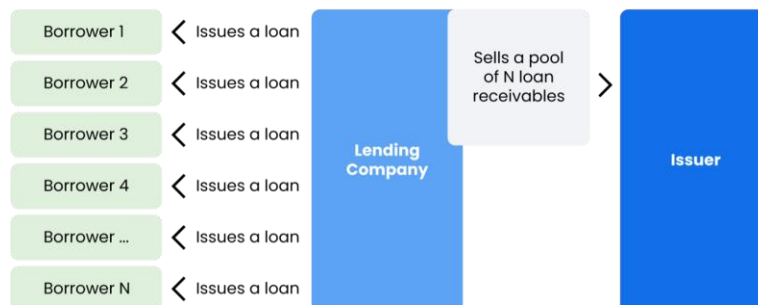 Borrower 1
Issues a loan
Borrower 2
Issues a loan
Borrower 3
Issues a loan
Borrower 4
Issues a loan
Borrower ...
Issues a loan
Borrower N
Issues a loan
Lending
Company
Sells a pool
of N loan
receivables
Issuer